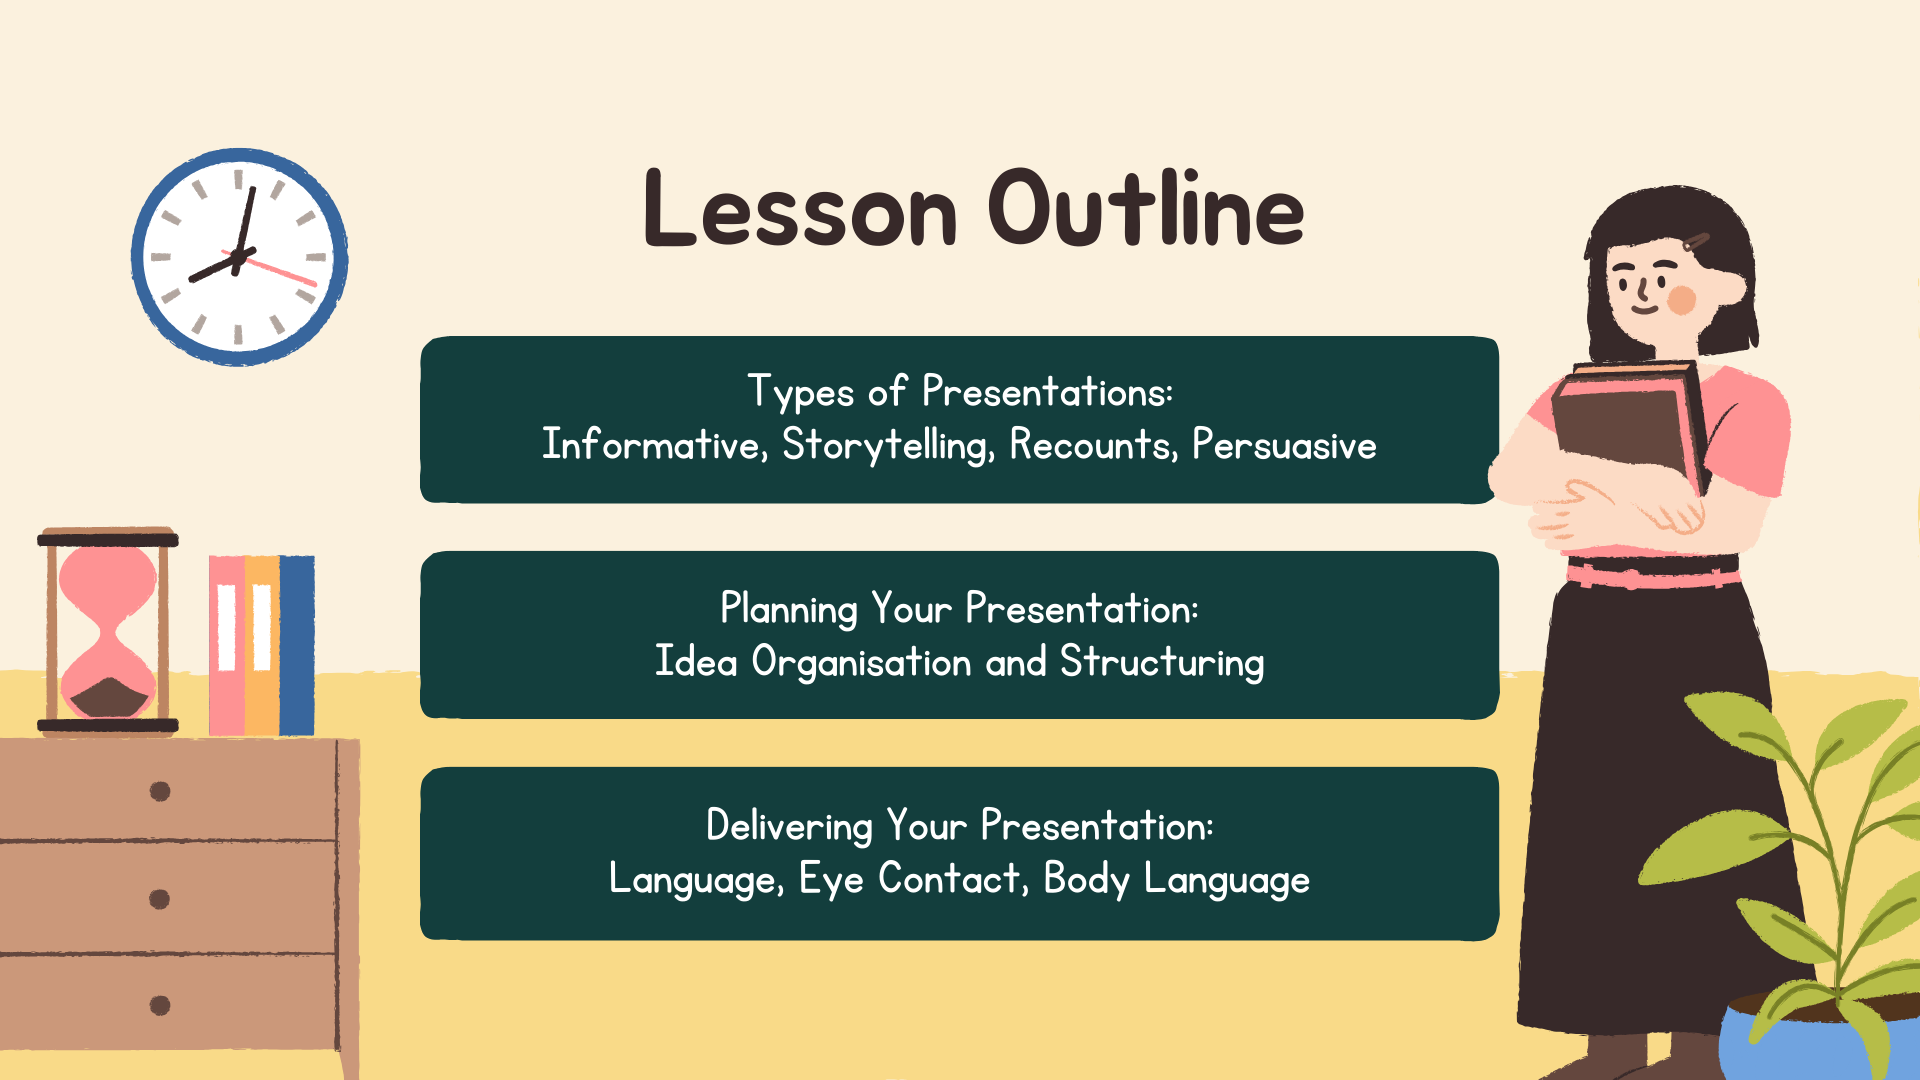 Lesson Outline
Types of Presentations:
Informative, Storytelling, Recounts, Persuasive
Planning Your Presentation:
Idea Organisation and Structuring
Delivering Your Presentation:
Language, Eye Contact, Body Language